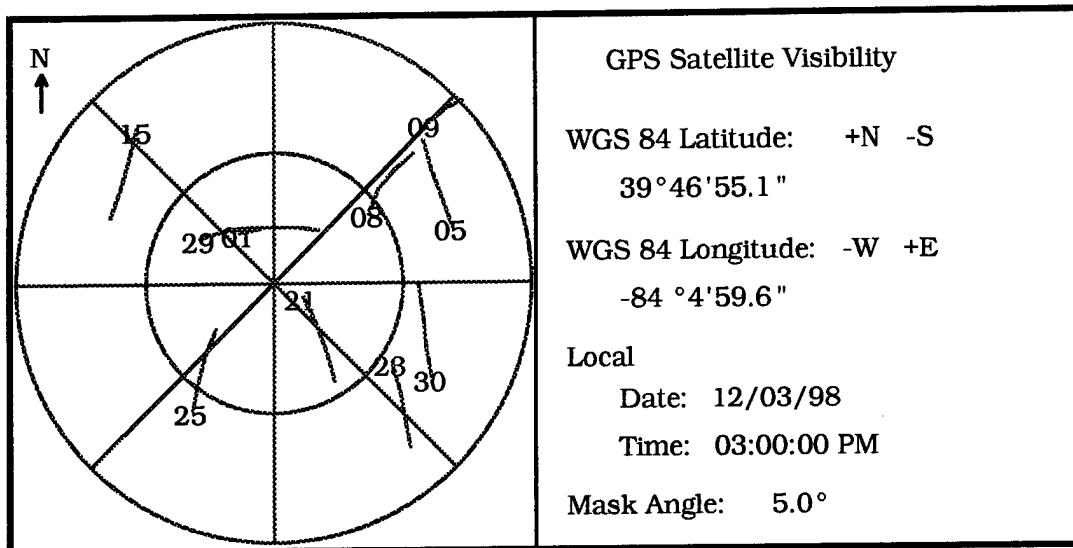 N
15
09
08
05
29 01
21
28
30
25
GPS Satellite Visibility
WGS 84 Latitude: +N -S
39°46'55.1"
WGS 84 Longitude: -W +E
-84 °4'59.6"
Local
Date: 12/03/98
Time: 03:00:00 PM
Mask Angle: 5.0°